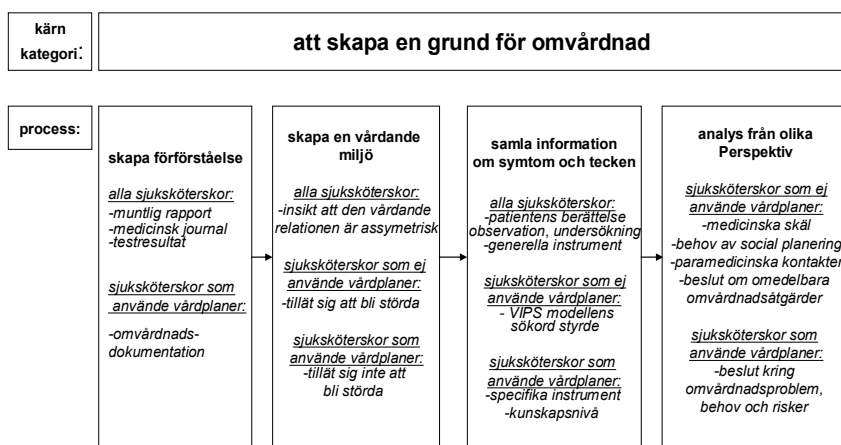 kärn
kategori:
att skapa en grund för omvårdnad
process:
skapa förförståelse
alla sjuksköterskor:
-muntlig rapport
-medicinsk journal
-testresultat
sjuksköterskor som
använde vårdplaner:
-omvårdnads-
dokumentation
skapa en vårdande
miljö
alla sjuksköterskor:
-insikt att den vårdande
relationen är assymetrisk
sjuksköterskor som ej
använde vårdplaner:
-tillät sig att bli störda
sjuksköterskor som
använde vårdplaner:
-tillät sig inte att
bli störda
samla information
om symtom och tecken
alla sjuksköterskor:
-patientens berättelse
observation, undersökning
-generella instrument
sjuksköterskor som ej
använde vårdplaner:
- VIPS modellens
sökord styrde
sjuksköterskor som
använde vårdplaner:
-specifika instrument
-kunskapsnivå
analys från olika
Perspektiv
sjuksköterskor som ej
använde vårdplaner:
-medicinska skäl
-behov av social planering
-paramedicinska kontakter
-beslut om omedelbara
omvårdnadsåtgärder
sjuksköterskor som
använde vårdplaner:
-beslut kring
omvårdnadsproblem,
behov och risker